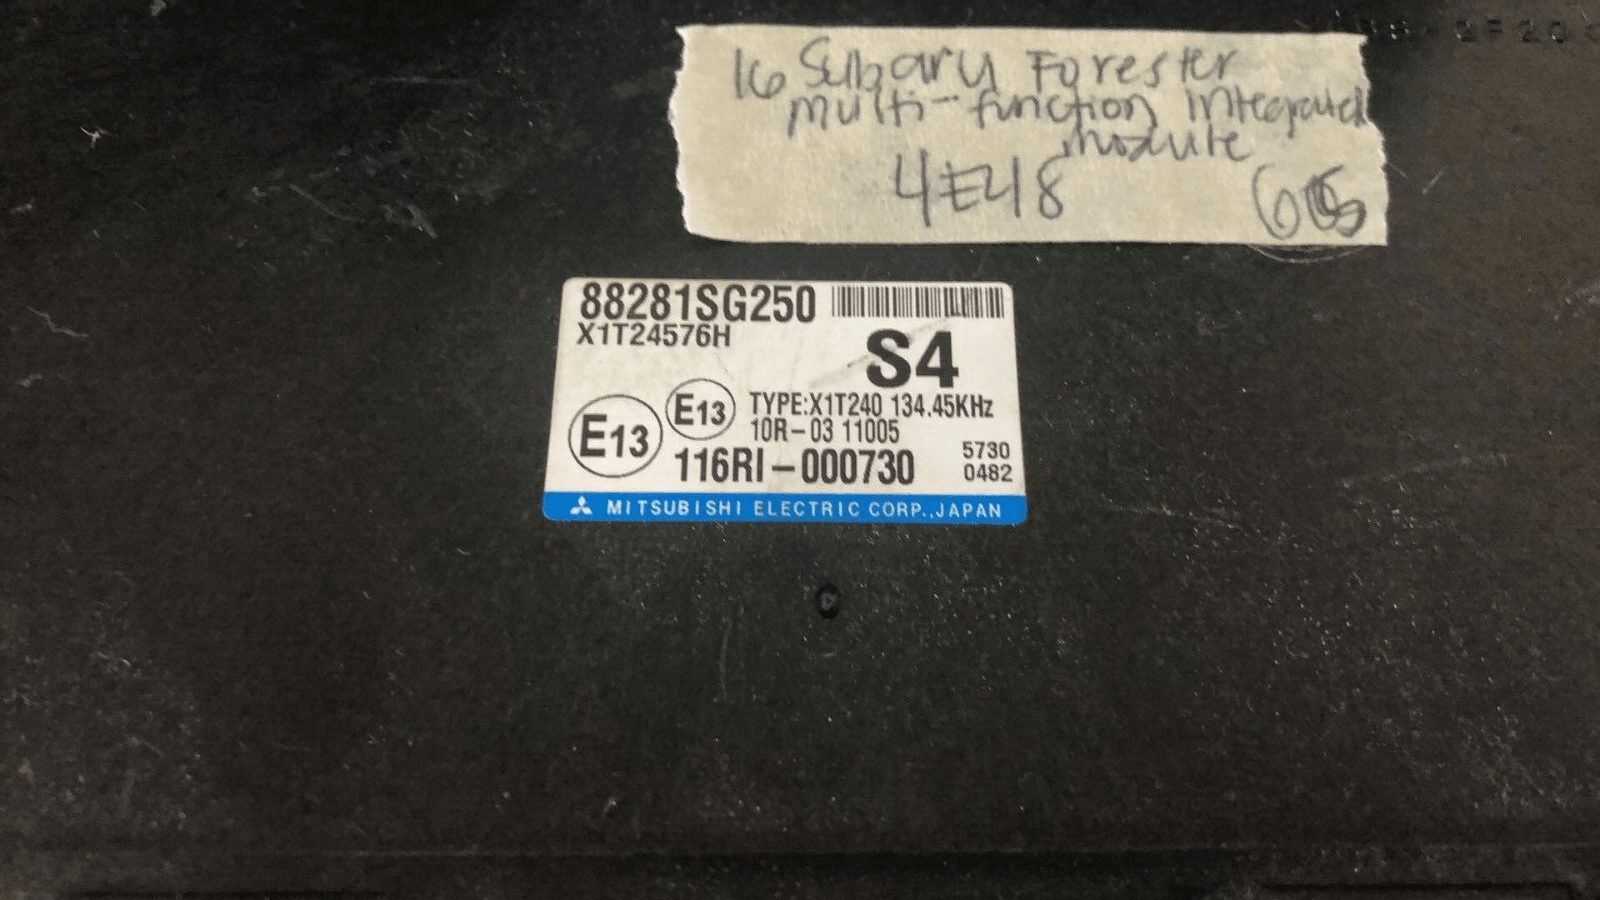 16 Subaru Forester
multi-function integrated
module
4E48
88281SG250
X1T24576H
S4
E13
E13
TYPE:X1T240 134.45KHz
10R-03 11005
116RI-000730
5730
0482
MITSUBISHI ELECTRIC CORP.,JAPAN